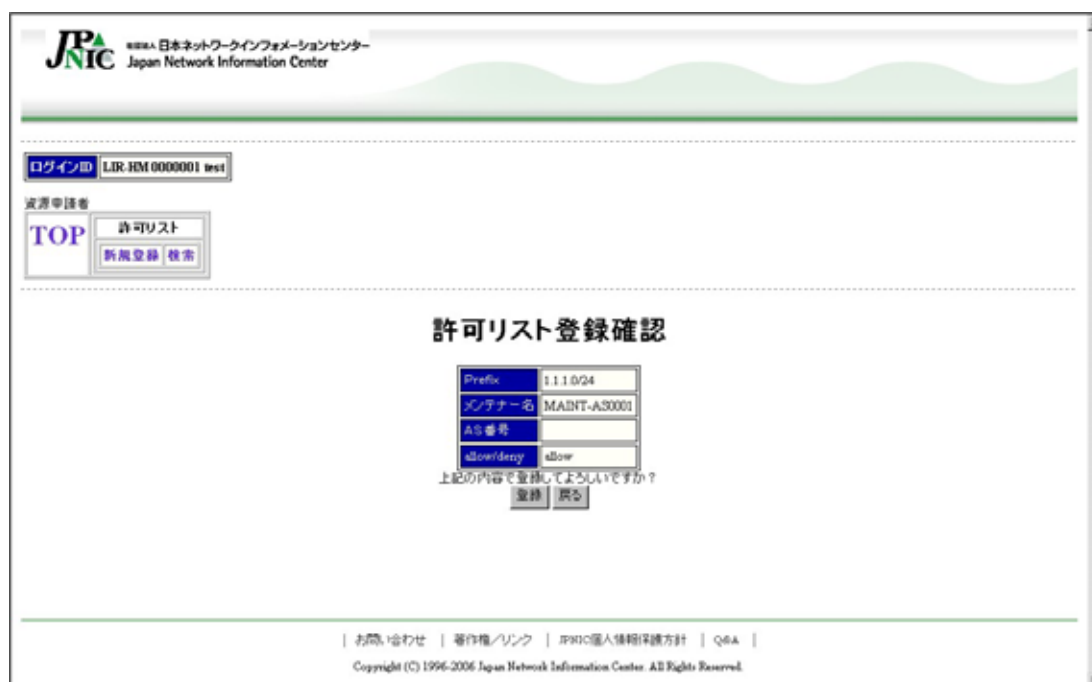 JPNIC
社団法人 日本ネットワークインフォメーションセンター
Japan Network Information Center
ログインID LIR-HM 0000001 test
資源申請者
TOP 許可リスト
新規登録 検索
許可リスト登録確認
Prefix 1.1.1.0/24
メンテナー名 MAINT-AS0001
AS番号
allow/deny allow
上記の内容で登録してよろしいですか？
登録 戻る
| お問い合わせ | 著作権／リンク | JPNIC個人情報保護方針 | Q&A |
Copyright (C) 1996-2006 Japan Network Information Center. All Rights Reserved.